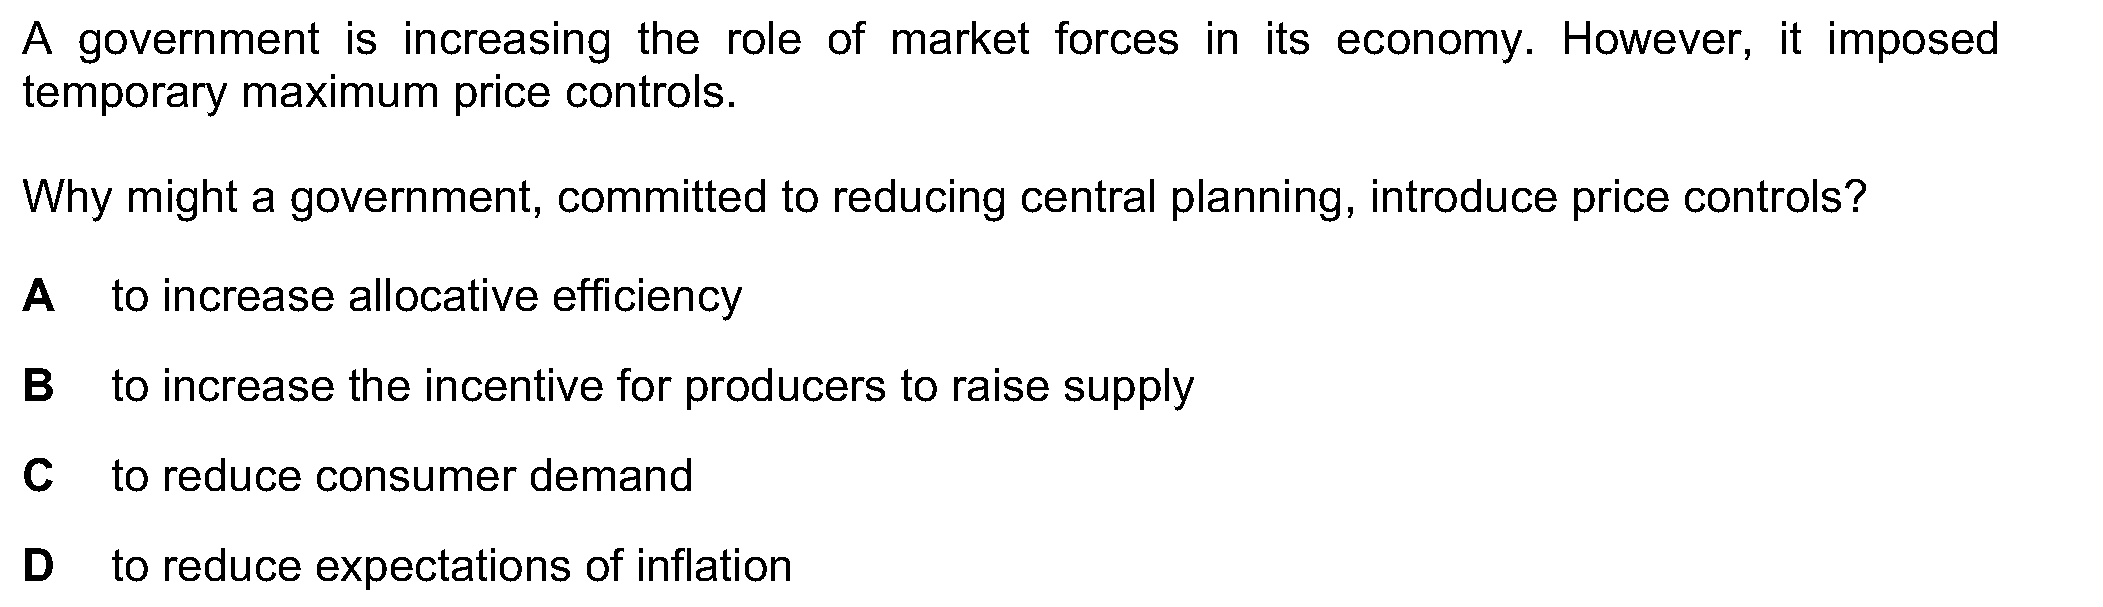 A government is increasing the role of market forces in its economy. However, it imposed
temporary maximum price controls.
Why might a government, committed to reducing central planning, introduce price controls?
A to increase allocative efficiency
B to increase the incentive for producers to raise supply
C to reduce consumer demand
D to reduce expectations of inflation